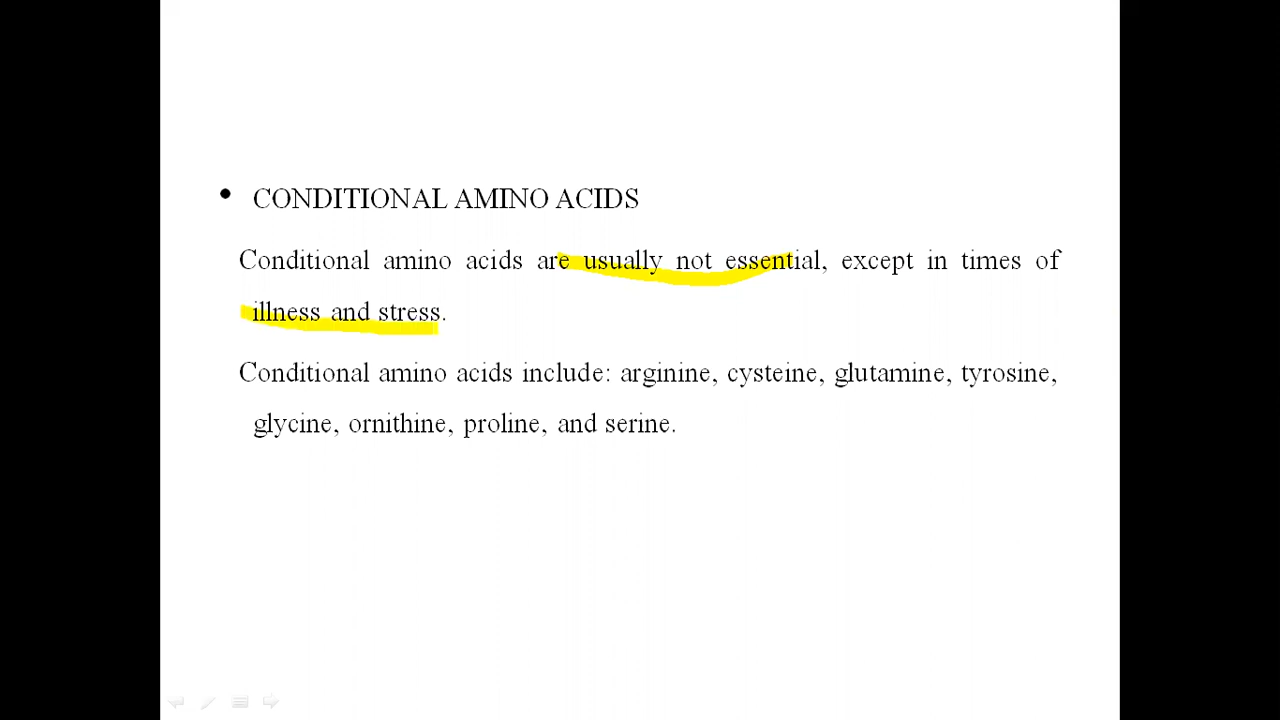 • CONDITIONAL AMINO ACIDS
Conditional amino acids are usually not essential, except in times of
illness and stress.
Conditional amino acids include: arginine, cysteine, glutamine, tyrosine,
glycine, ornithine, proline, and serine.